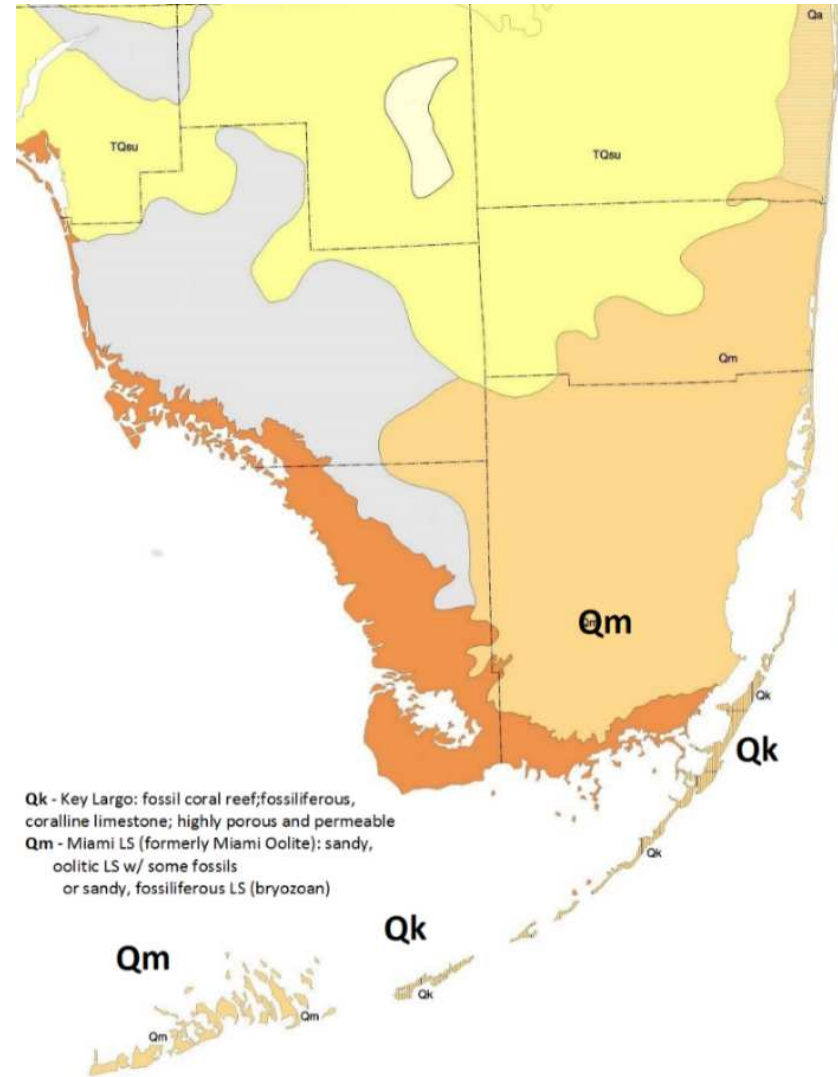 Qa
TQsu
TQsu
Qm
Qm
Qk
Qk
Qk - Key Largo: fossil coral reef;fossiliferous,
coralline limestone; highly porous and permeable
Qm - Miami LS (formerly Miami Oolite): sandy,
oolitic LS w/ some fossils
or sandy, fossiliferous LS (bryozoan)
Qk
Qk
Qm
Qk
Qm
Qm